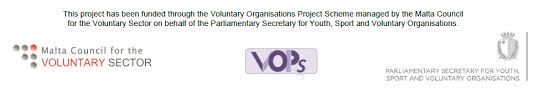 This project has been funded through the Voluntary Organisations Project Scheme managed by the Malta Council
for the Voluntary Sector on behalf of the Parliamentary Secretary for Youth, Sport and Voluntary Organisations.
Malta Council for the
VOLUNTARY SECTOR
VOPs
PARLIAMENTARY SECRETARY FOR YOUTH,
SPORT AND VOLUNTARY ORGANISATIONS